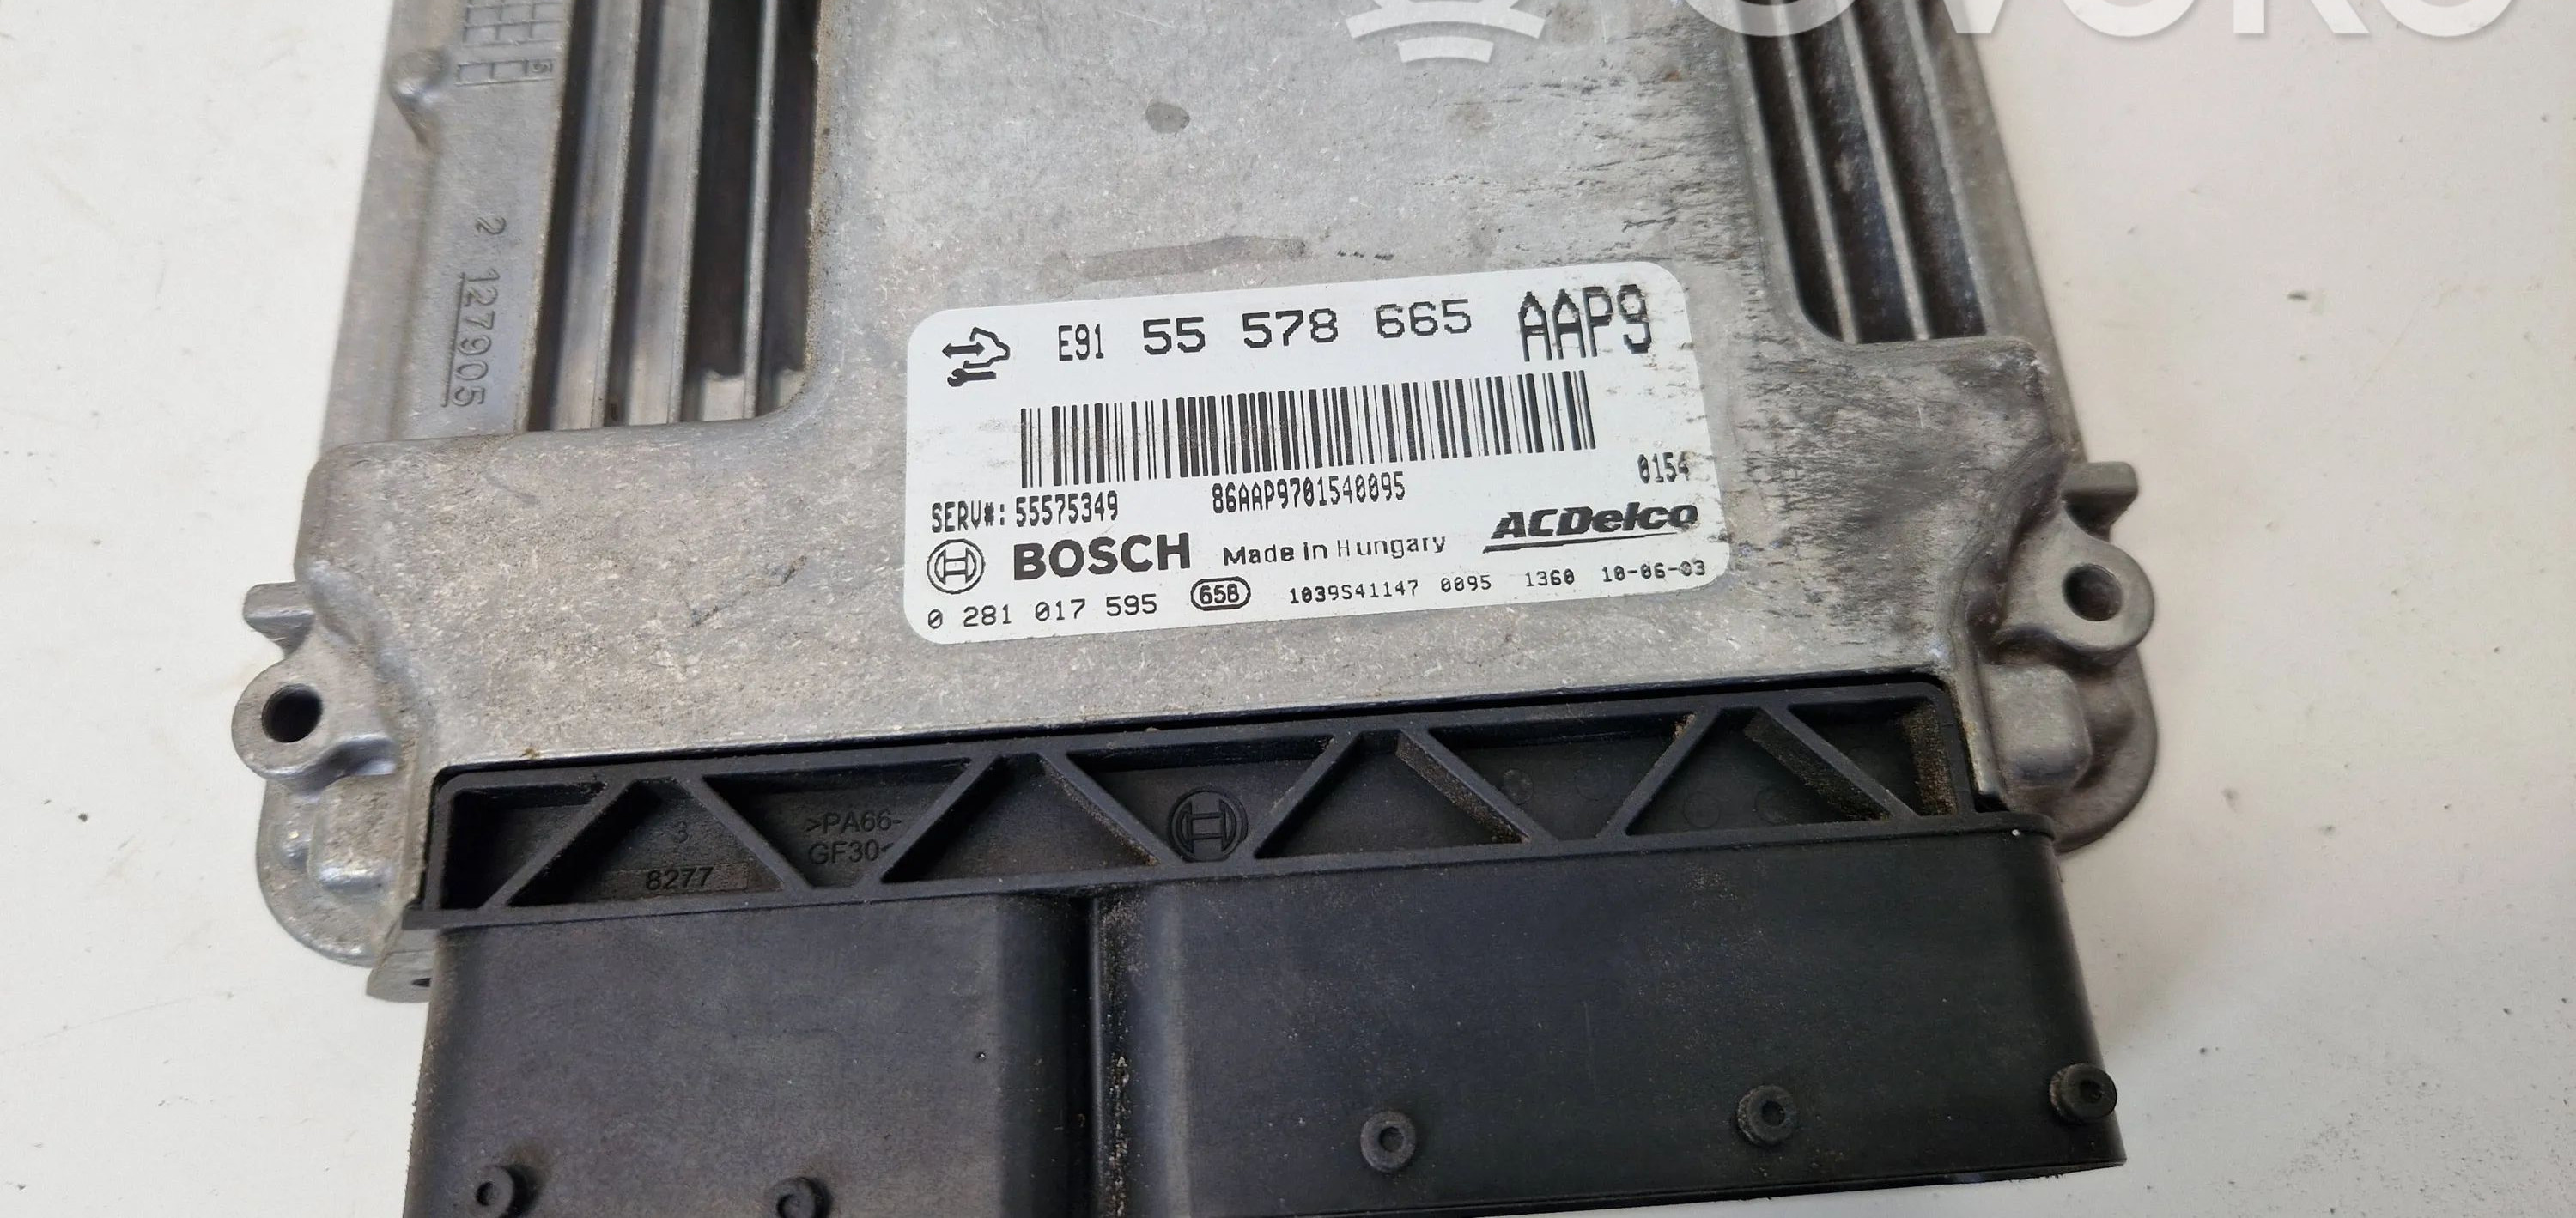 2 127905
E91 55 578 665 AAP9
0154
SERV#: 55575349 86AAP9701540095
BOSCH Made in Hungary ACDelco
0 281 017 595 65B 1039S41147 0095 1360 10-06-03
3
>PA66-
GF30<
8277